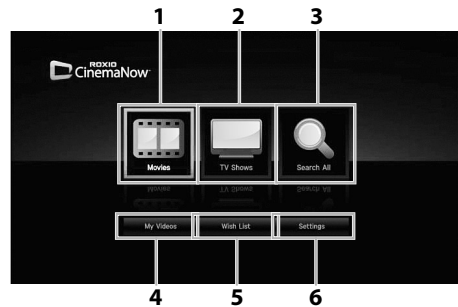 1 2 3
ROXIO
CinemaNow
Movies TV Shows Search All
My Videos Wish List Settings
4 5 6